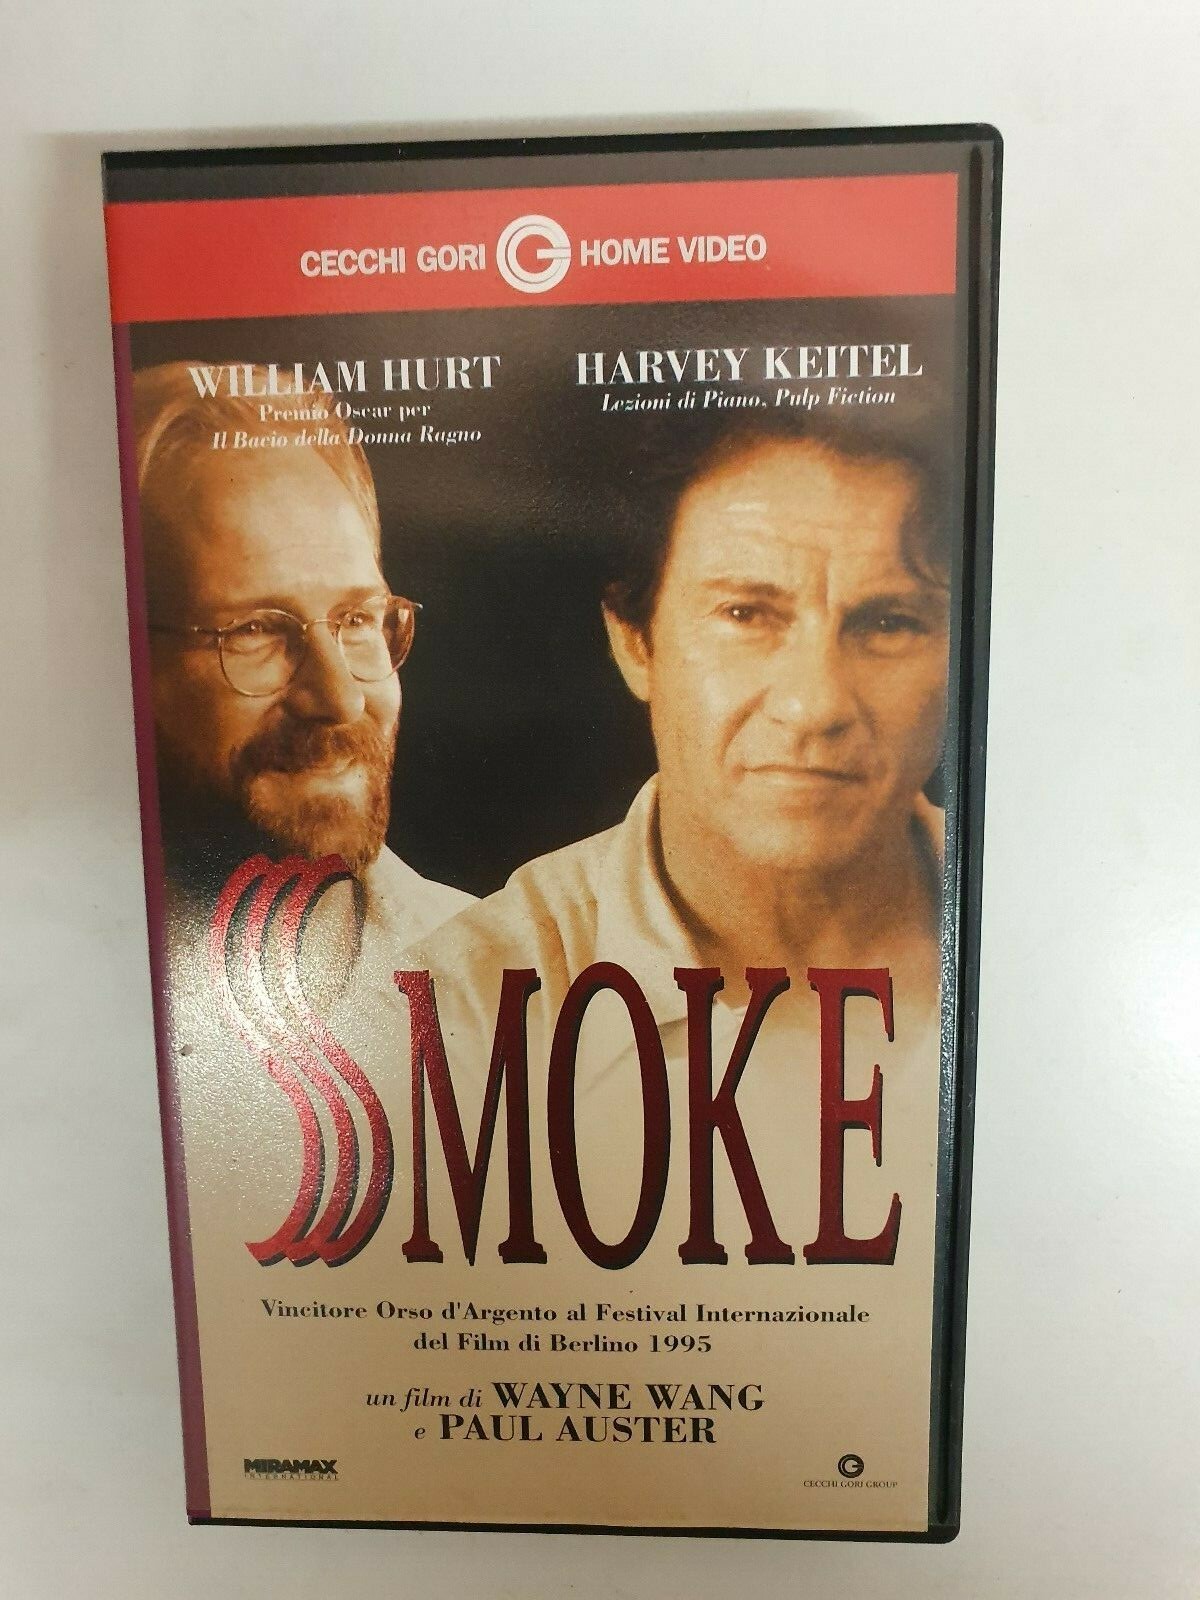 CECCHI GORI HOME VIDEO
WILLIAM HURT
Premio Oscar per
Il Bacio della Donna Ragno
HARVEY KEITEL
Lezioni di Piano, Pulp Fiction
SMOKE
Vincitore Orso d'Argento al Festival Internazionale
del Film di Berlino 1995
un film di WAYNE WANG
e PAUL AUSTER
MIRAMAX
INTERNATIONAL
CECCHI GORI GROUP